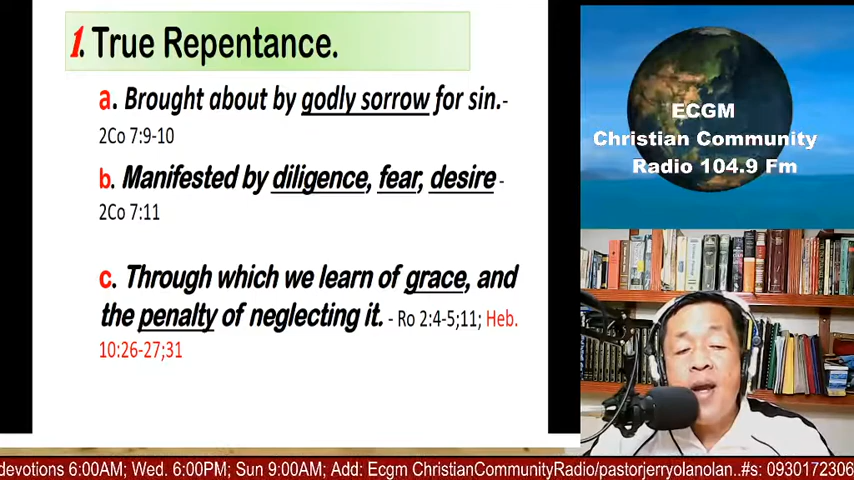 1. True Repentance.
a. Brought about by godly sorrow for sin.-
2Co 7:9-10
b. Manifested by diligence, fear, desire -
2Co 7:11
c. Through which we learn of grace, and
the penalty of neglecting it. - Ro 2:4-5;11; Heb.
10:26-27;31
ECGM
Christian Community
Radio 104.9 Fm
devotions 6:00AM; Wed. 6:00PM; Sun 9:00AM; Add: Ecgm ChristianCommunityRadio/pastorjerryolanolan..#s: 0930172306